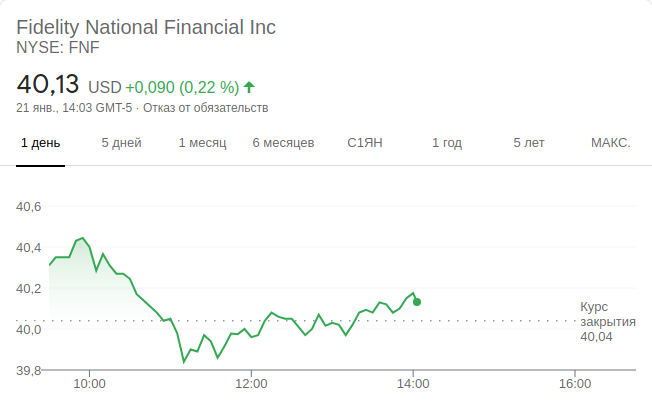 Fidelity National Financial Inc
NYSE: FNF
40,13 USD +0,090 (0,22 %)
21 янв., 14:03 GMT-5 · Отказ от обязательств
1 день 5 дней 1 месяц 6 месяцев С1ЯН 1 год 5 лет МАКС.
40,6
40,4
40,2
40,0
39,8
Курс
закрытия
40,04
10:00 12:00 14:00 16:00